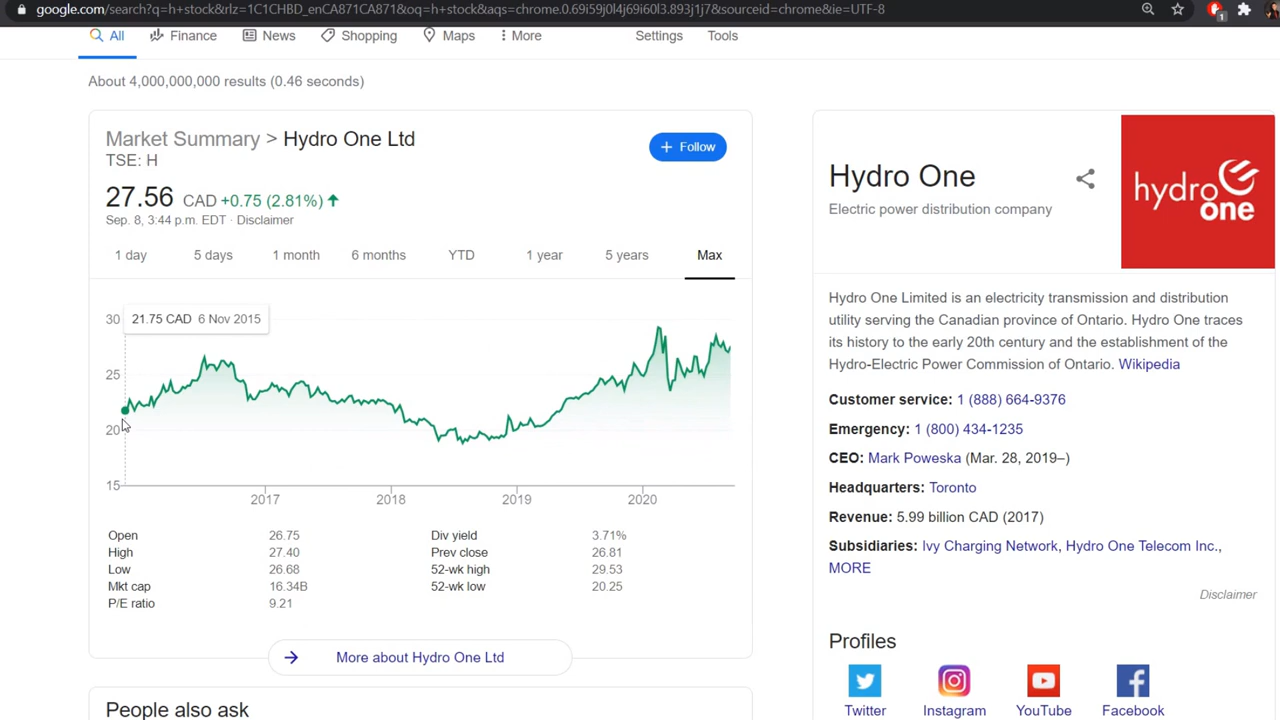 google.com/search?q=h+stock&rlz=1C1CHBD_enCA871CA871&oq=h+stock&aqs=chrome.0.69i59j0l4j69i60l3.893j1j7&sourceid=chrome&ie=UTF-8
1
All Finance News Shopping Maps More Settings Tools
About 4,000,000,000 results (0.46 seconds)
Market Summary > Hydro One Ltd
TSE: H
+ Follow
27.56 CAD +0.75 (2.81%)
Sep. 8, 3:44 p.m. EDT · Disclaimer
1 day 5 days 1 month 6 months YTD 1 year 5 years Max
21.75 CAD 6 Nov 2015
30
25
20
15
2017 2018 2019 2020
Open 26.75 Div yield 3.71%
High 27.40 Prev close 26.81
Low 26.68 52-wk high 29.53
Mkt cap 16.34B 52-wk low 20.25
P/E ratio 9.21
More about Hydro One Ltd
People also ask
Hydro One
Electric power distribution company
hydro
one
Hydro One Limited is an electricity transmission and distribution
utility serving the Canadian province of Ontario. Hydro One traces
its history to the early 20th century and the establishment of the
Hydro-Electric Power Commission of Ontario. Wikipedia
Customer service: 1 (888) 664-9376
Emergency: 1 (800) 434-1235
CEO: Mark Poweska (Mar. 28, 2019–)
Headquarters: Toronto
Revenue: 5.99 billion CAD (2017)
Subsidiaries: Ivy Charging Network, Hydro One Telecom Inc.,
MORE
Disclaimer
Profiles
Twitter Instagram YouTube Facebook